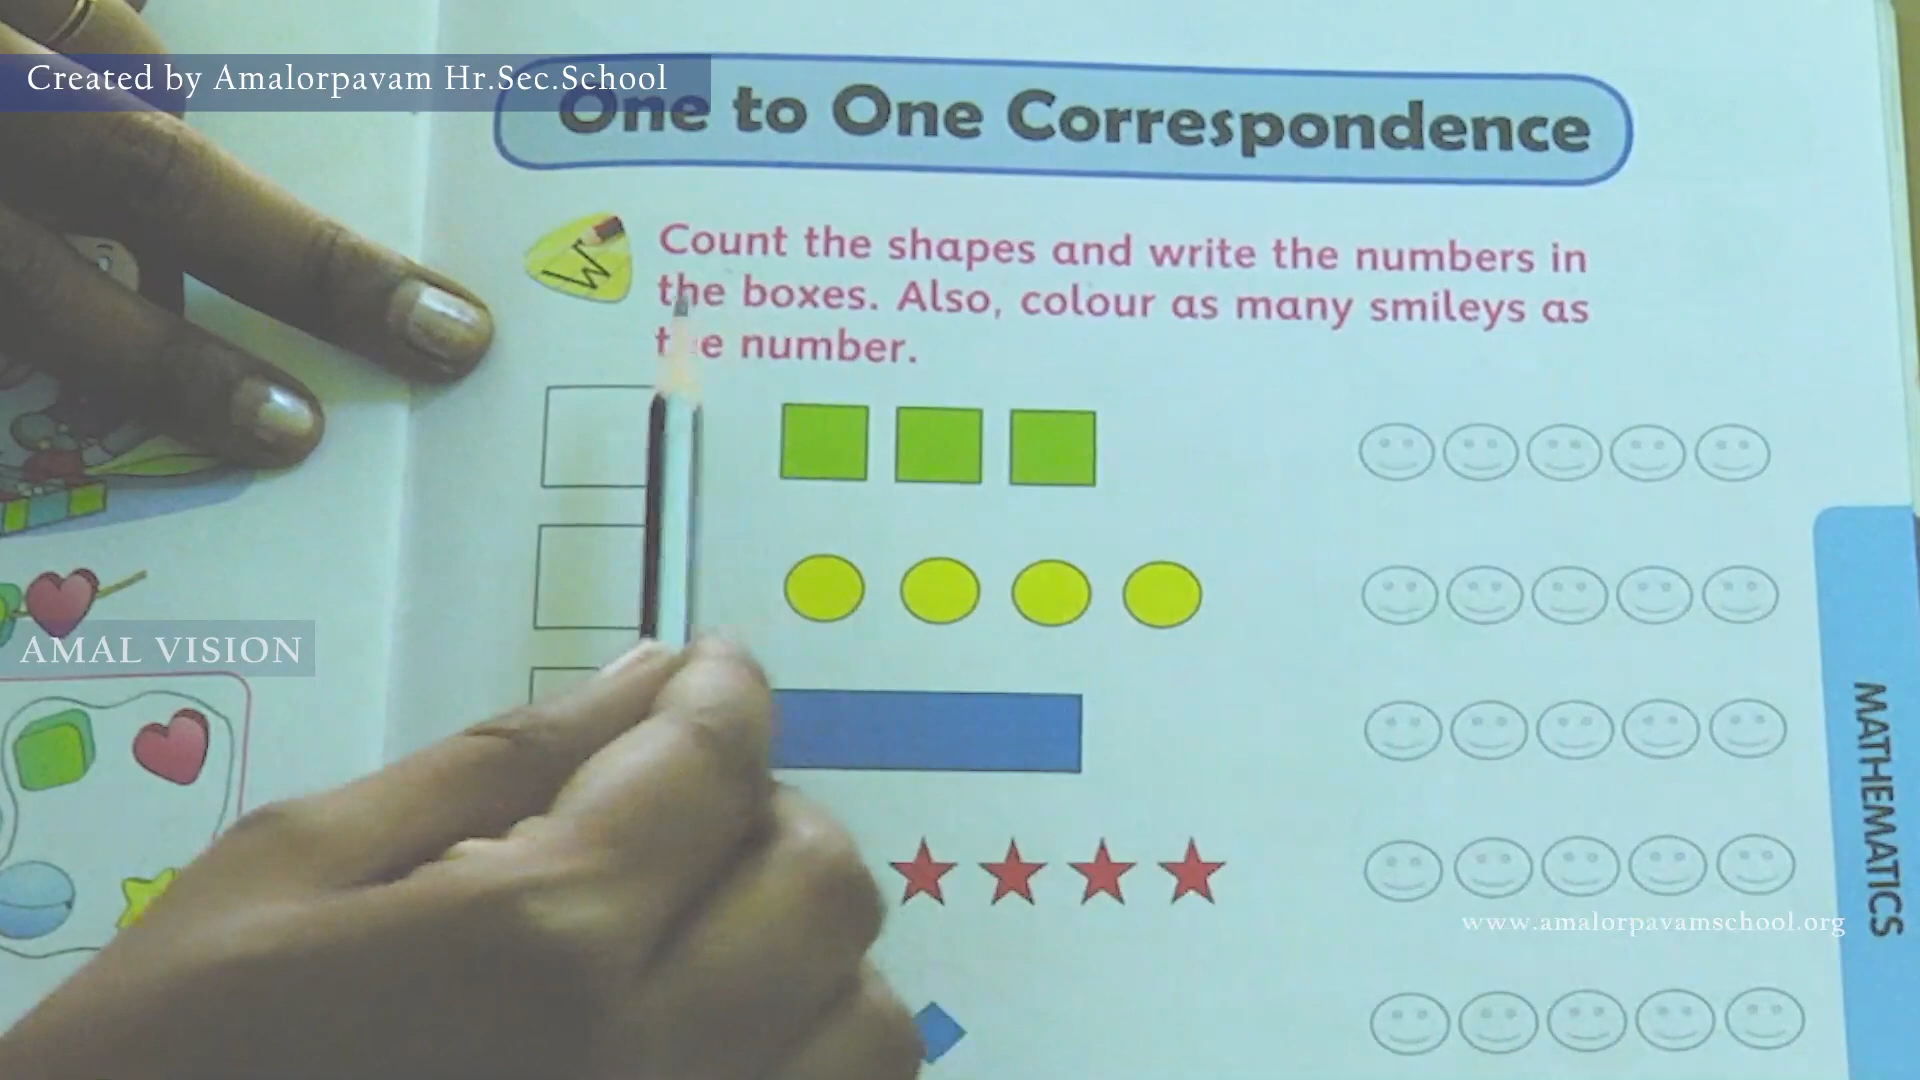 Created by Amalorpavam Hr.Sec.School
One to One Correspondence
W
Count the shapes and write the numbers in
the boxes. Also, colour as many smileys as
the number.
AMAL VISION
MATHEMATICS
www.amalorpavamschool.org